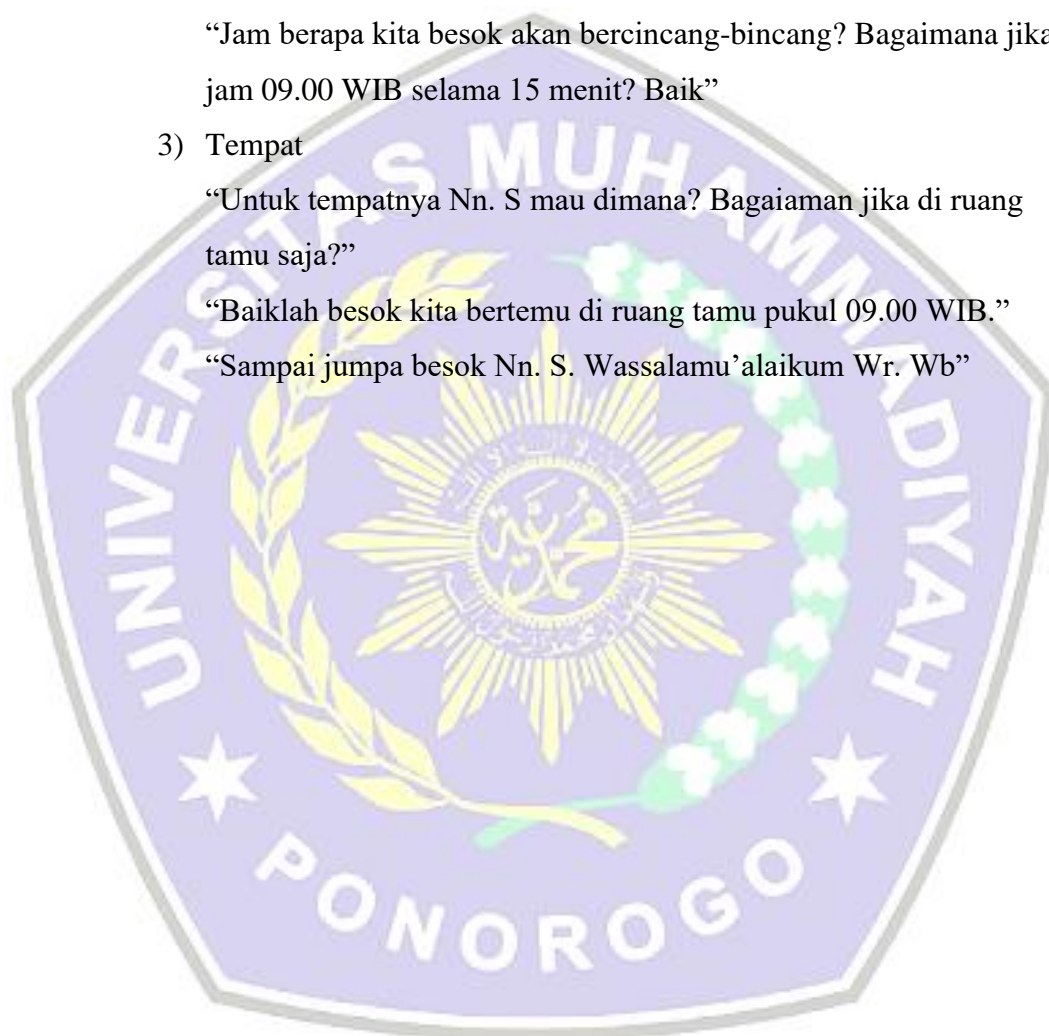 “Jam berapa kita besok akan bercincang-bincang? Bagaimana jika
jam 09.00 WIB selama 15 menit? Baik”
3) Tempat
“Untuk tempatnya Nn. S mau dimana? Bagaiaman jika di ruang
tamu saja?”
“Baiklah besok kita bertemu di ruang tamu pukul 09.00 WIB.”
“Sampai jumpa besok Nn. S. Wassalamu’alaikum Wr. Wb”
UNIVERSITAS MUHAMMADIYAH
PONOROGO